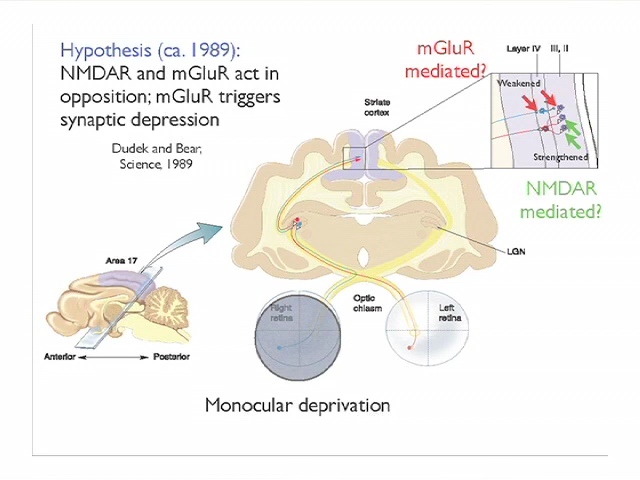 Hypothesis (ca. 1989):
NMDAR and mGluR act in
opposition; mGluR triggers
synaptic depression
Dudek and Bear,
Science, 1989
mGluR
mediated?
Layer IV III, II
Weakened
Strengthened
Striate
cortex
NMDAR
mediated?
LGN
Area 17
Anterior Posterior
Optic
chiasm
Right
retina
Left
retina
Monocular deprivation